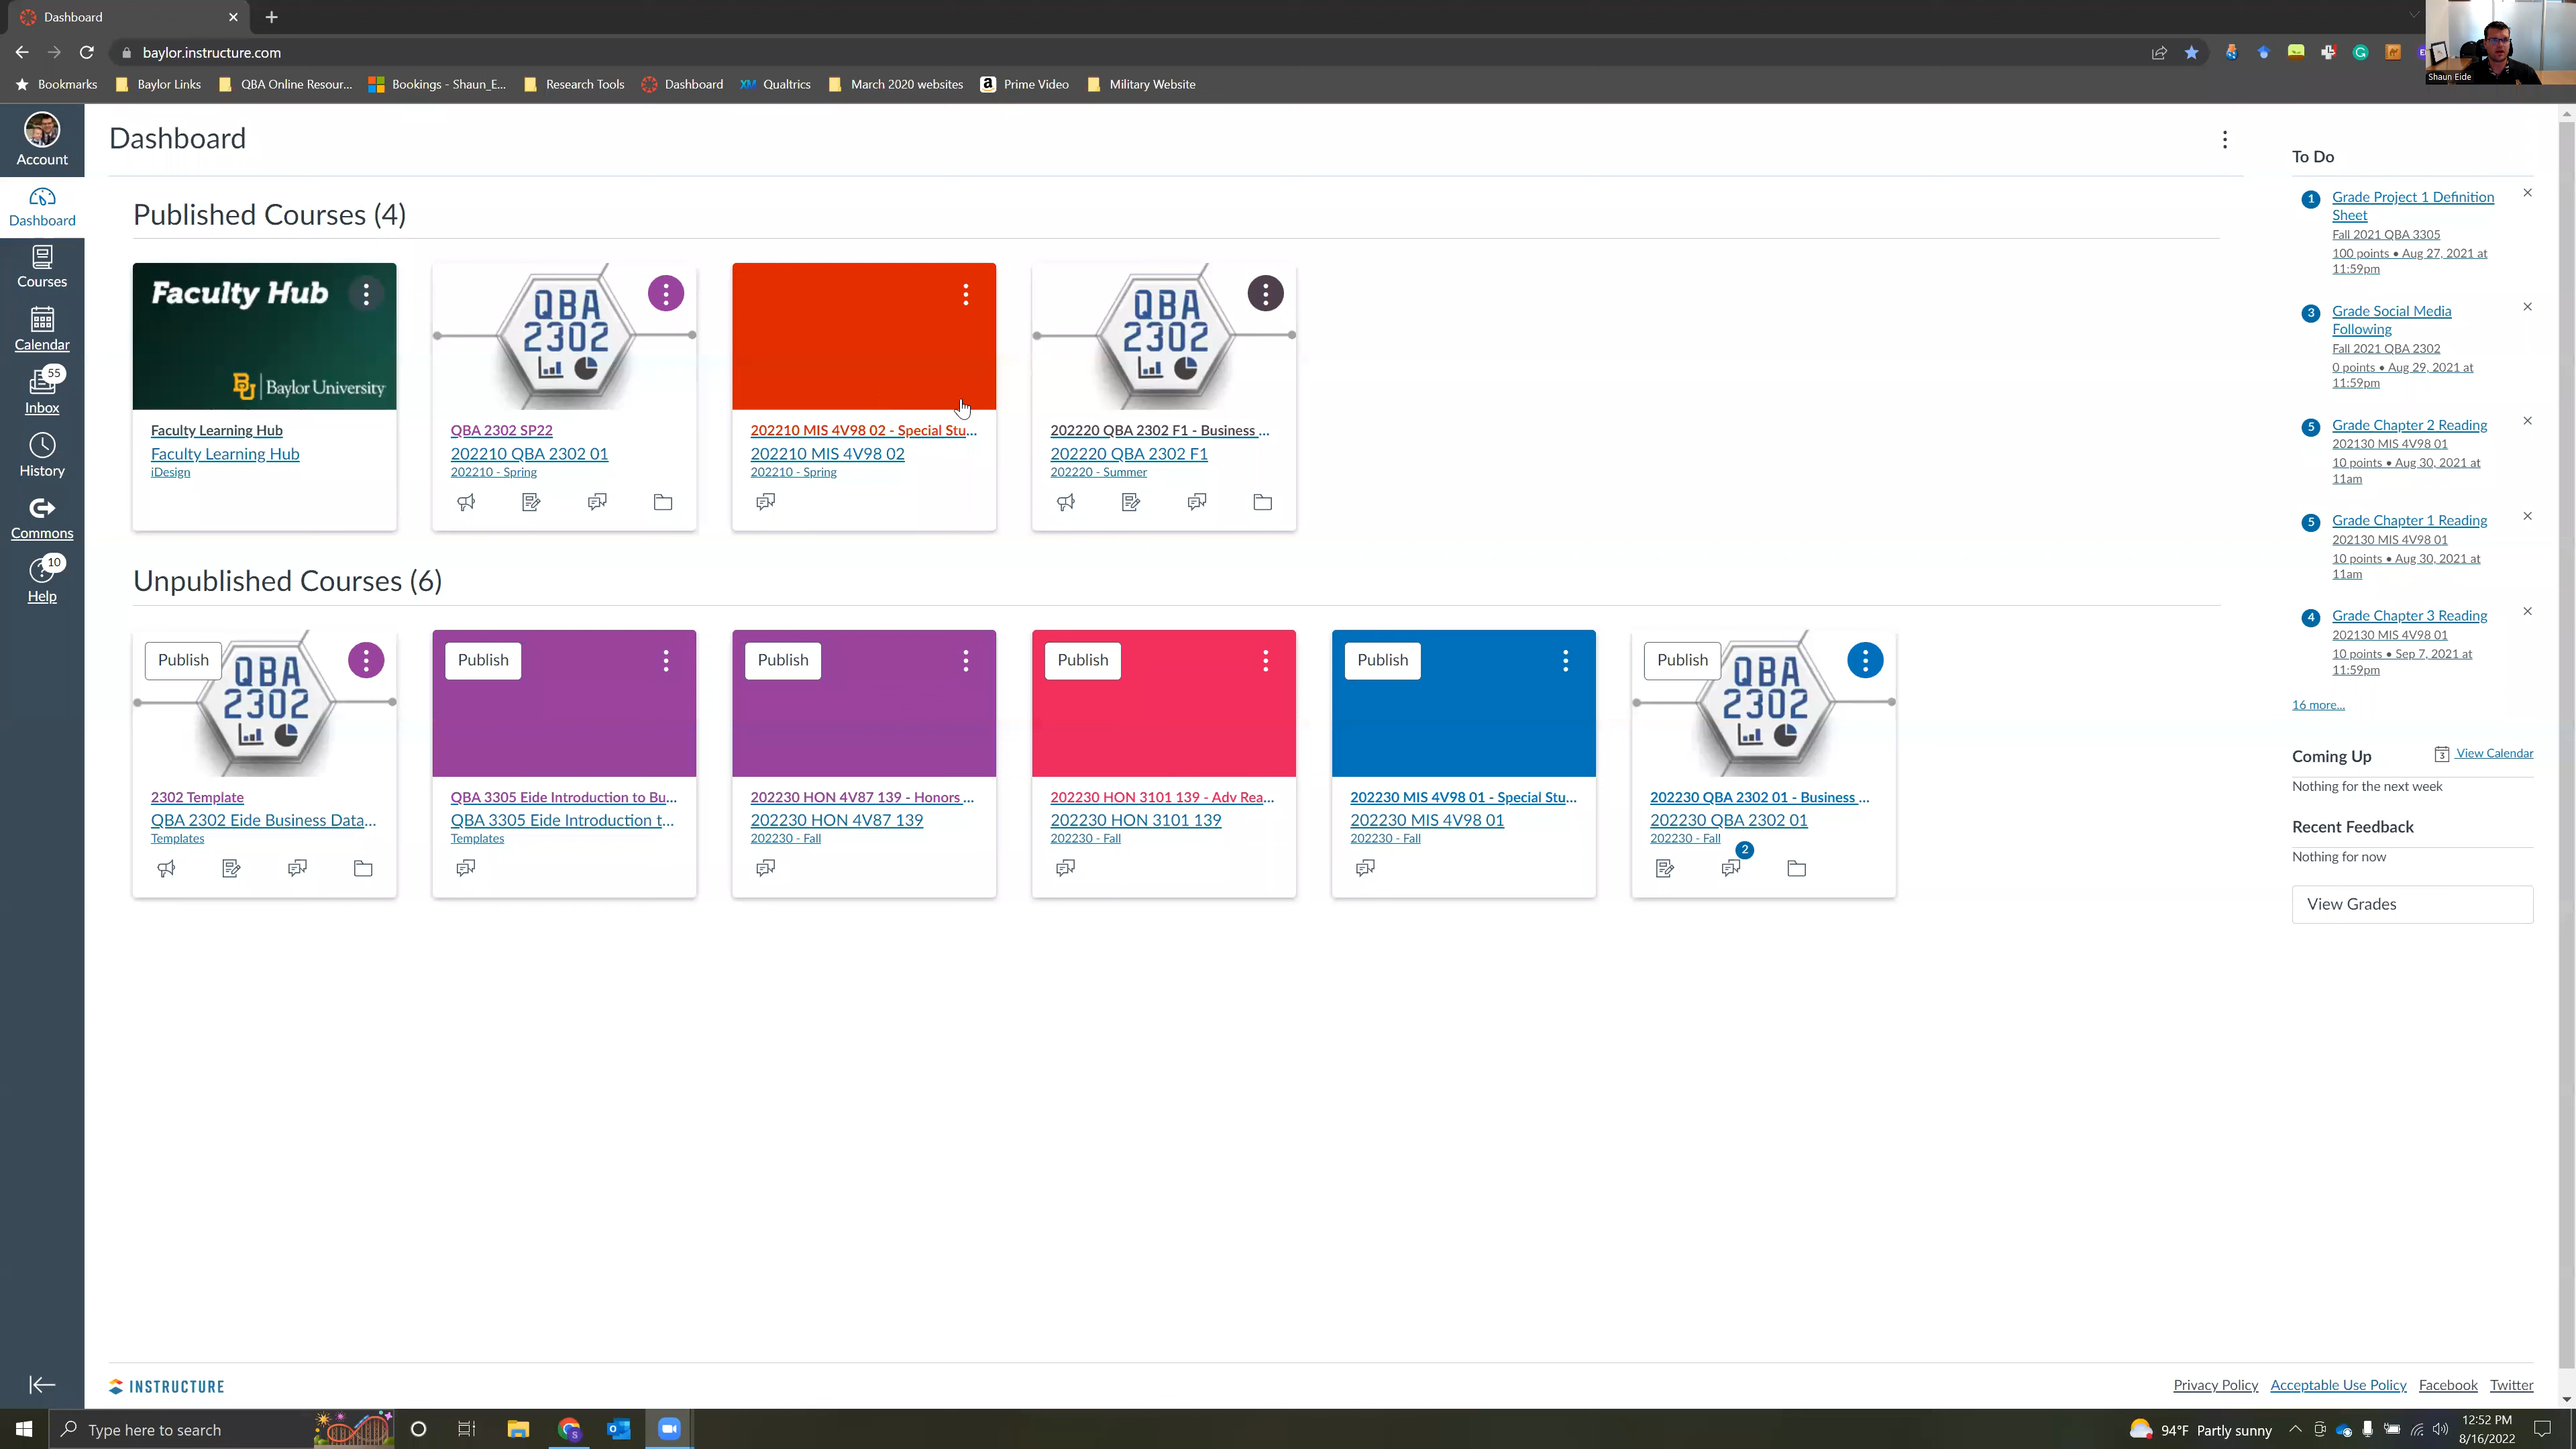 Dashboard
baylor.instructure.com
Bookmarks
Baylor Links
QBA Online Resour...
Bookings - Shaun_E...
Research Tools
Dashboard
Qualtrics
March 2020 websites
Prime Video
Military Website
Shaun Eide
Account
Dashboard
Courses
Calendar
55
Inbox
History
Commons
10
Help
Dashboard
Published Courses (4)
Faculty Hub
BU | Baylor University
Faculty Learning Hub
Faculty Learning Hub
iDesign
QBA
2302
QBA 2302 SP22
202210 QBA 2302 01
202210 - Spring
202210 MIS 4V98 02 - Special Stu...
202210 MIS 4V98 02
202210 - Spring
QBA
2302
202220 QBA 2302 F1 - Business ...
202220 QBA 2302 F1
202220 - Summer
Unpublished Courses (6)
Publish
QBA
2302
2302 Template
QBA 2302 Eide Business Data...
Templates
Publish
QBA 3305 Eide Introduction to Bu...
QBA 3305 Eide Introduction t...
Templates
Publish
202230 HON 4V87 139 - Honors ...
202230 HON 4V87 139
202230 - Fall
Publish
202230 HON 3101 139 - Adv Rea...
202230 HON 3101 139
202230 - Fall
Publish
202230 MIS 4V98 01 - Special Stu...
202230 MIS 4V98 01
202230 - Fall
Publish
QBA
2302
202230 QBA 2302 01 - Business ...
202230 QBA 2302 01
202230 - Fall
2
To Do
1
Grade Project 1 Definition
Sheet
Fall 2021 QBA 3305
100 points • Aug 27, 2021 at
11:59pm
3
Grade Social Media
Following
Fall 2021 QBA 2302
0 points • Aug 29, 2021 at
11:59pm
5
Grade Chapter 2 Reading
202130 MIS 4V98 01
10 points • Aug 30, 2021 at
11am
5
Grade Chapter 1 Reading
202130 MIS 4V98 01
10 points • Aug 30, 2021 at
11am
4
Grade Chapter 3 Reading
202130 MIS 4V98 01
10 points • Sep 7, 2021 at
11:59pm
16 more...
Coming Up
3
View Calendar
Nothing for the next week
Recent Feedback
Nothing for now
View Grades
INSTRUCTURE
Privacy Policy
Acceptable Use Policy
Facebook
Twitter
Type here to search
94°F Partly sunny
12:52 PM
8/16/2022